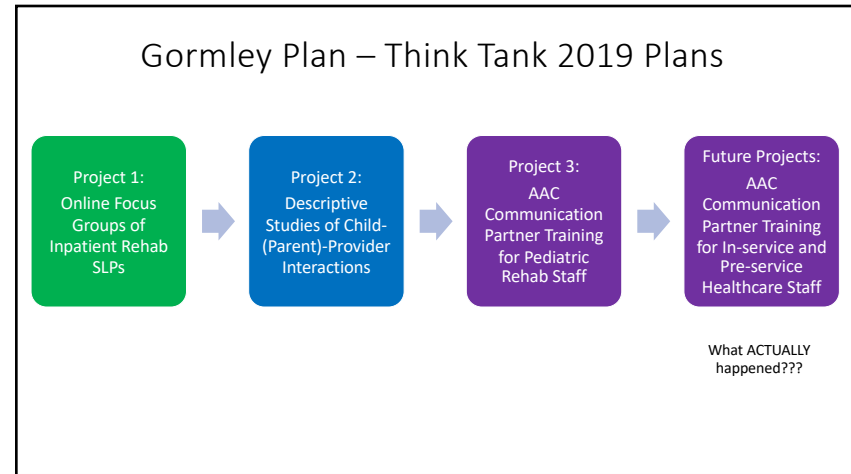 Gormley Plan – Think Tank 2019 Plans
Project 1:
Online Focus
Groups of
Inpatient Rehab
SLPs
Project 2:
Descriptive
Studies of Child-
(Parent)-Provider
Interactions
Project 3:
AAC
Communication
Partner Training
for Pediatric
Rehab Staff
Future Projects:
AAC
Communication
Partner Training
for In-service and
Pre-service
Healthcare Staff
What ACTUALLY
happened???